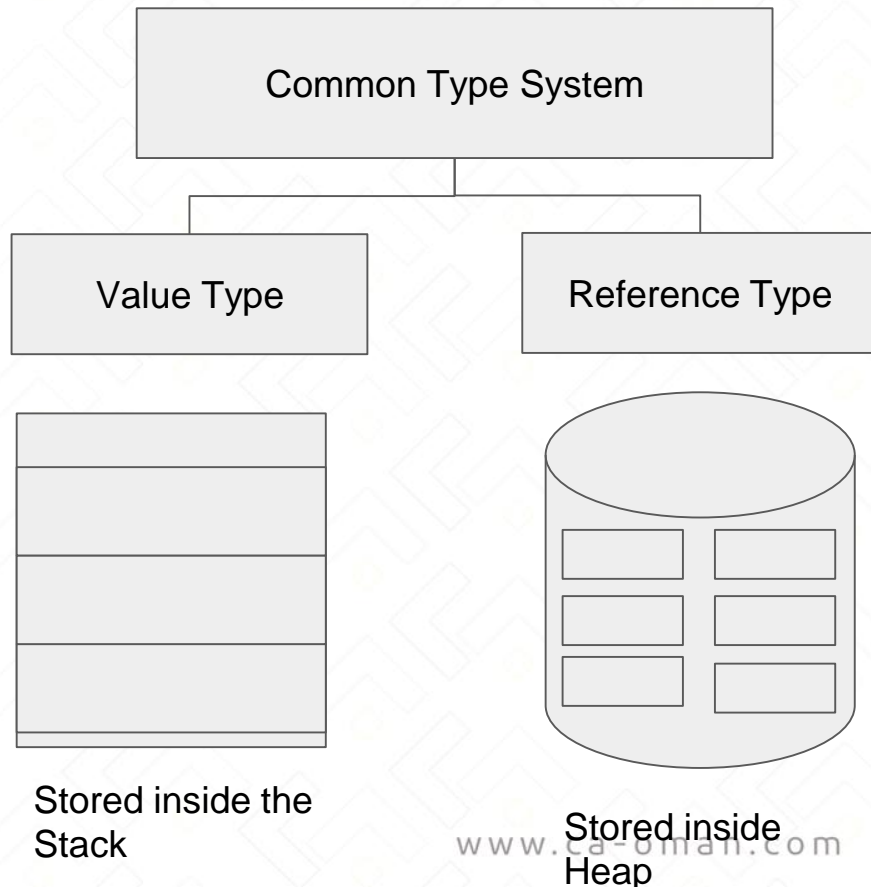 Common Type System
Value Type
Reference Type
Stored inside the
Stack
Stored inside
Heap
www.ca-oman.com